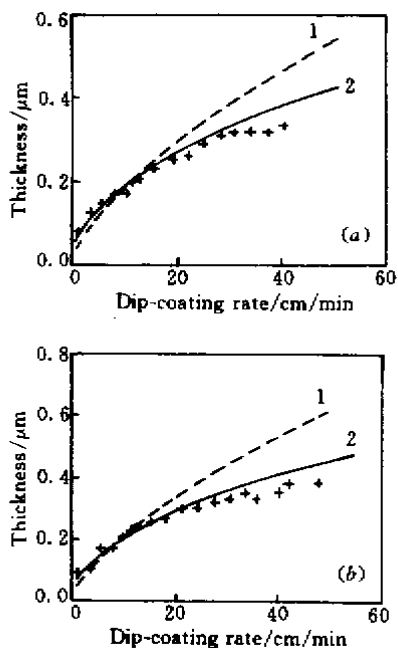 0.6
1
2
0.4
Thickness/μm
0.2
(a)
0.0
0 20 40 60
Dip-coating rate/cm/min
0.8
1
0.6
2
0.4
Thickness/μm
0.2
(b)
0.0
0 20 40 60
Dip-coating rate/cm/min